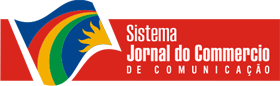 Sistema
Jornal do Commercio
DE COMUNICAÇÃO